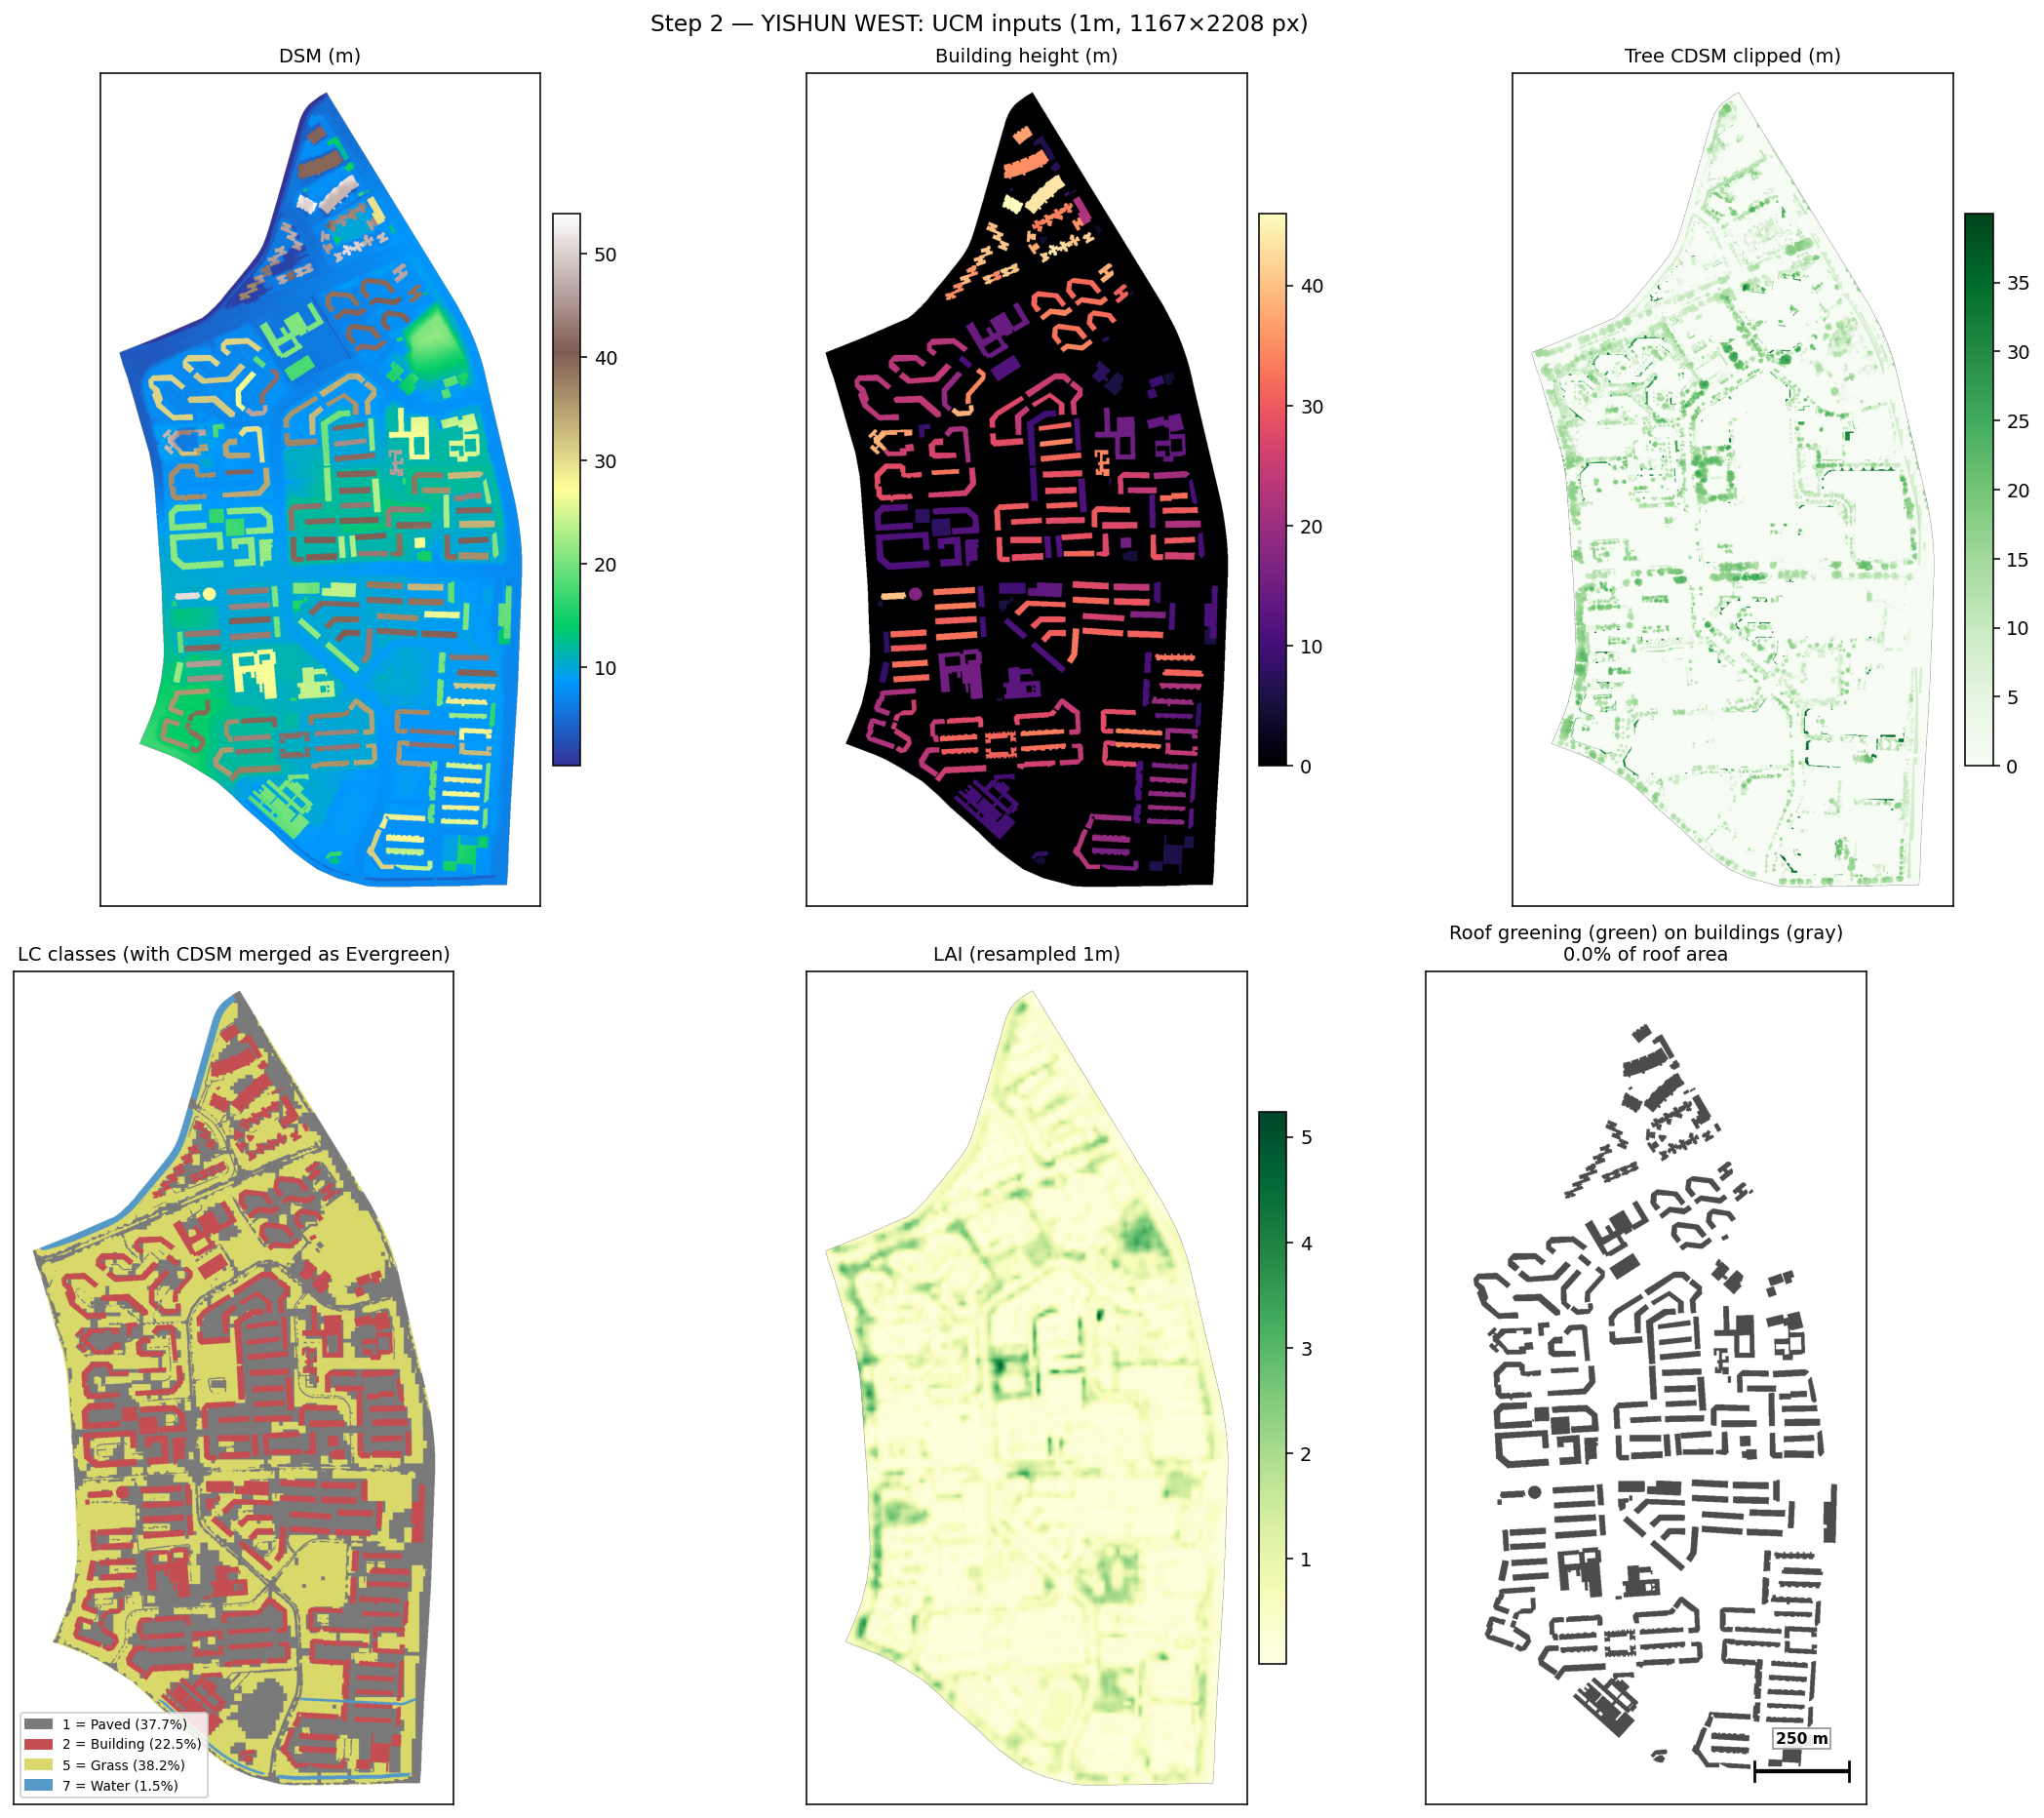 Step 2 — YISHUN WEST: UCM inputs (1m, 1167×2208 px)
DSM (m)
50
40
30
20
10
Building height (m)
40
30
20
10
0
Tree CDSM clipped (m)
35
30
25
20
15
10
5
0
LC classes (with CDSM merged as Evergreen)
1 = Paved (37.7%)
2 = Building (22.5%)
5 = Grass (38.2%)
7 = Water (1.5%)
LAI (resampled 1m)
5
4
3
2
1
Roof greening (green) on buildings (gray)
0.0% of roof area
250 m